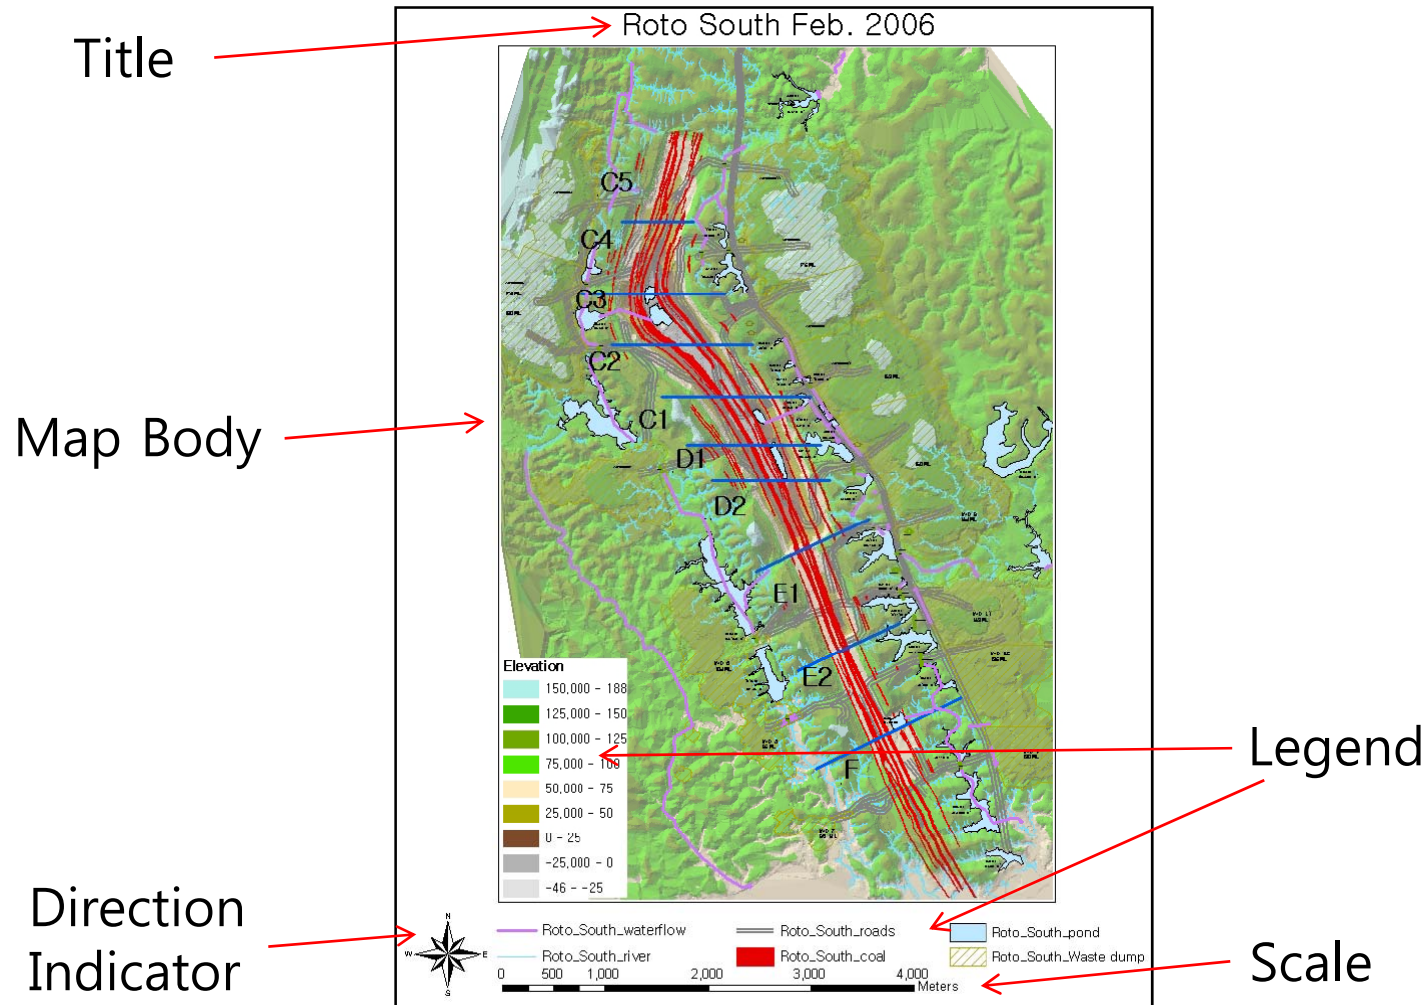 Roto South Feb. 2006
Title
C5
C4
C3
C2
C1
D1
D2
E1
E2
F
Map Body
Elevation
150,000 - 188
125,000 - 150
100,000 - 125
75,000 - 100
50,000 - 75
25,000 - 50
0 - 25
-25,000 - 0
-46 - -25
Legend
Direction
Indicator
N
W
E
S
Roto_South_waterflow
Roto_South_roads
Roto_South_pond
Roto_South_river
Roto_South_coal
Roto_South_Waste dump
0 500 1,000 2,000 3,000 4,000
Meters
Scale